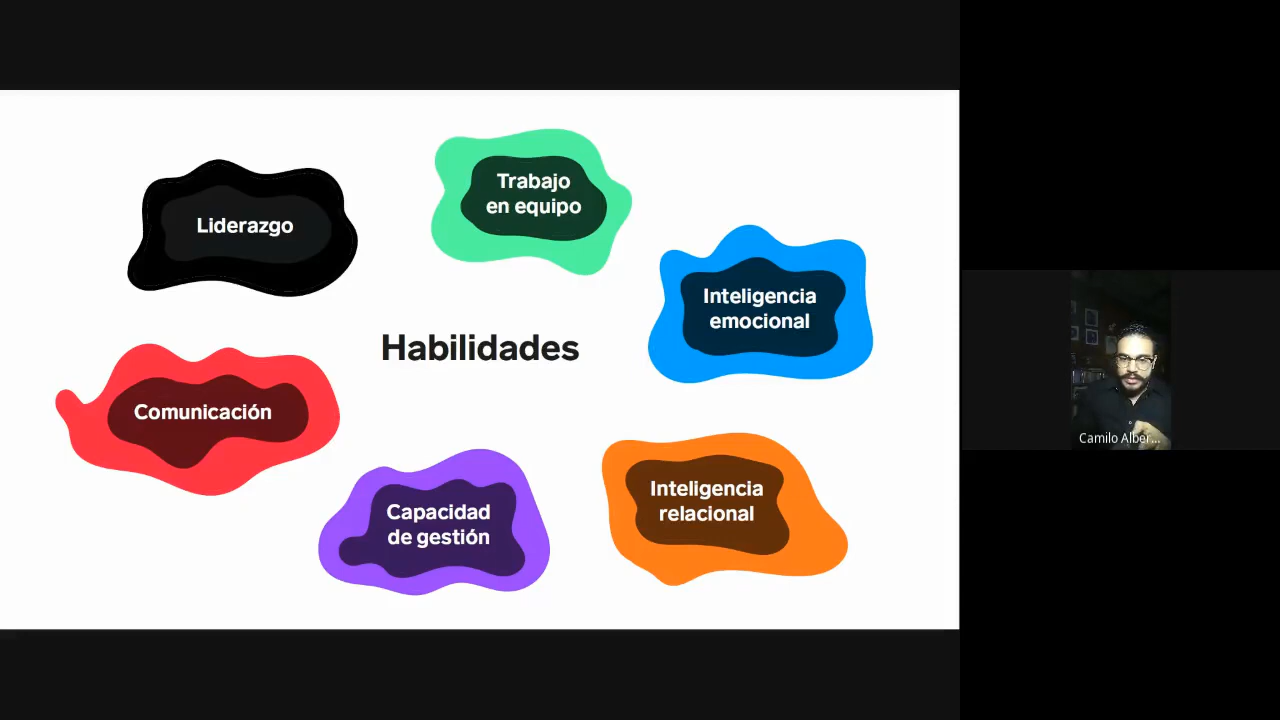 Liderazgo
Trabajo
en equipo
Inteligencia
emocional
Habilidades
Comunicación
Capacidad
de gestión
Inteligencia
relacional
Camilo Alber...